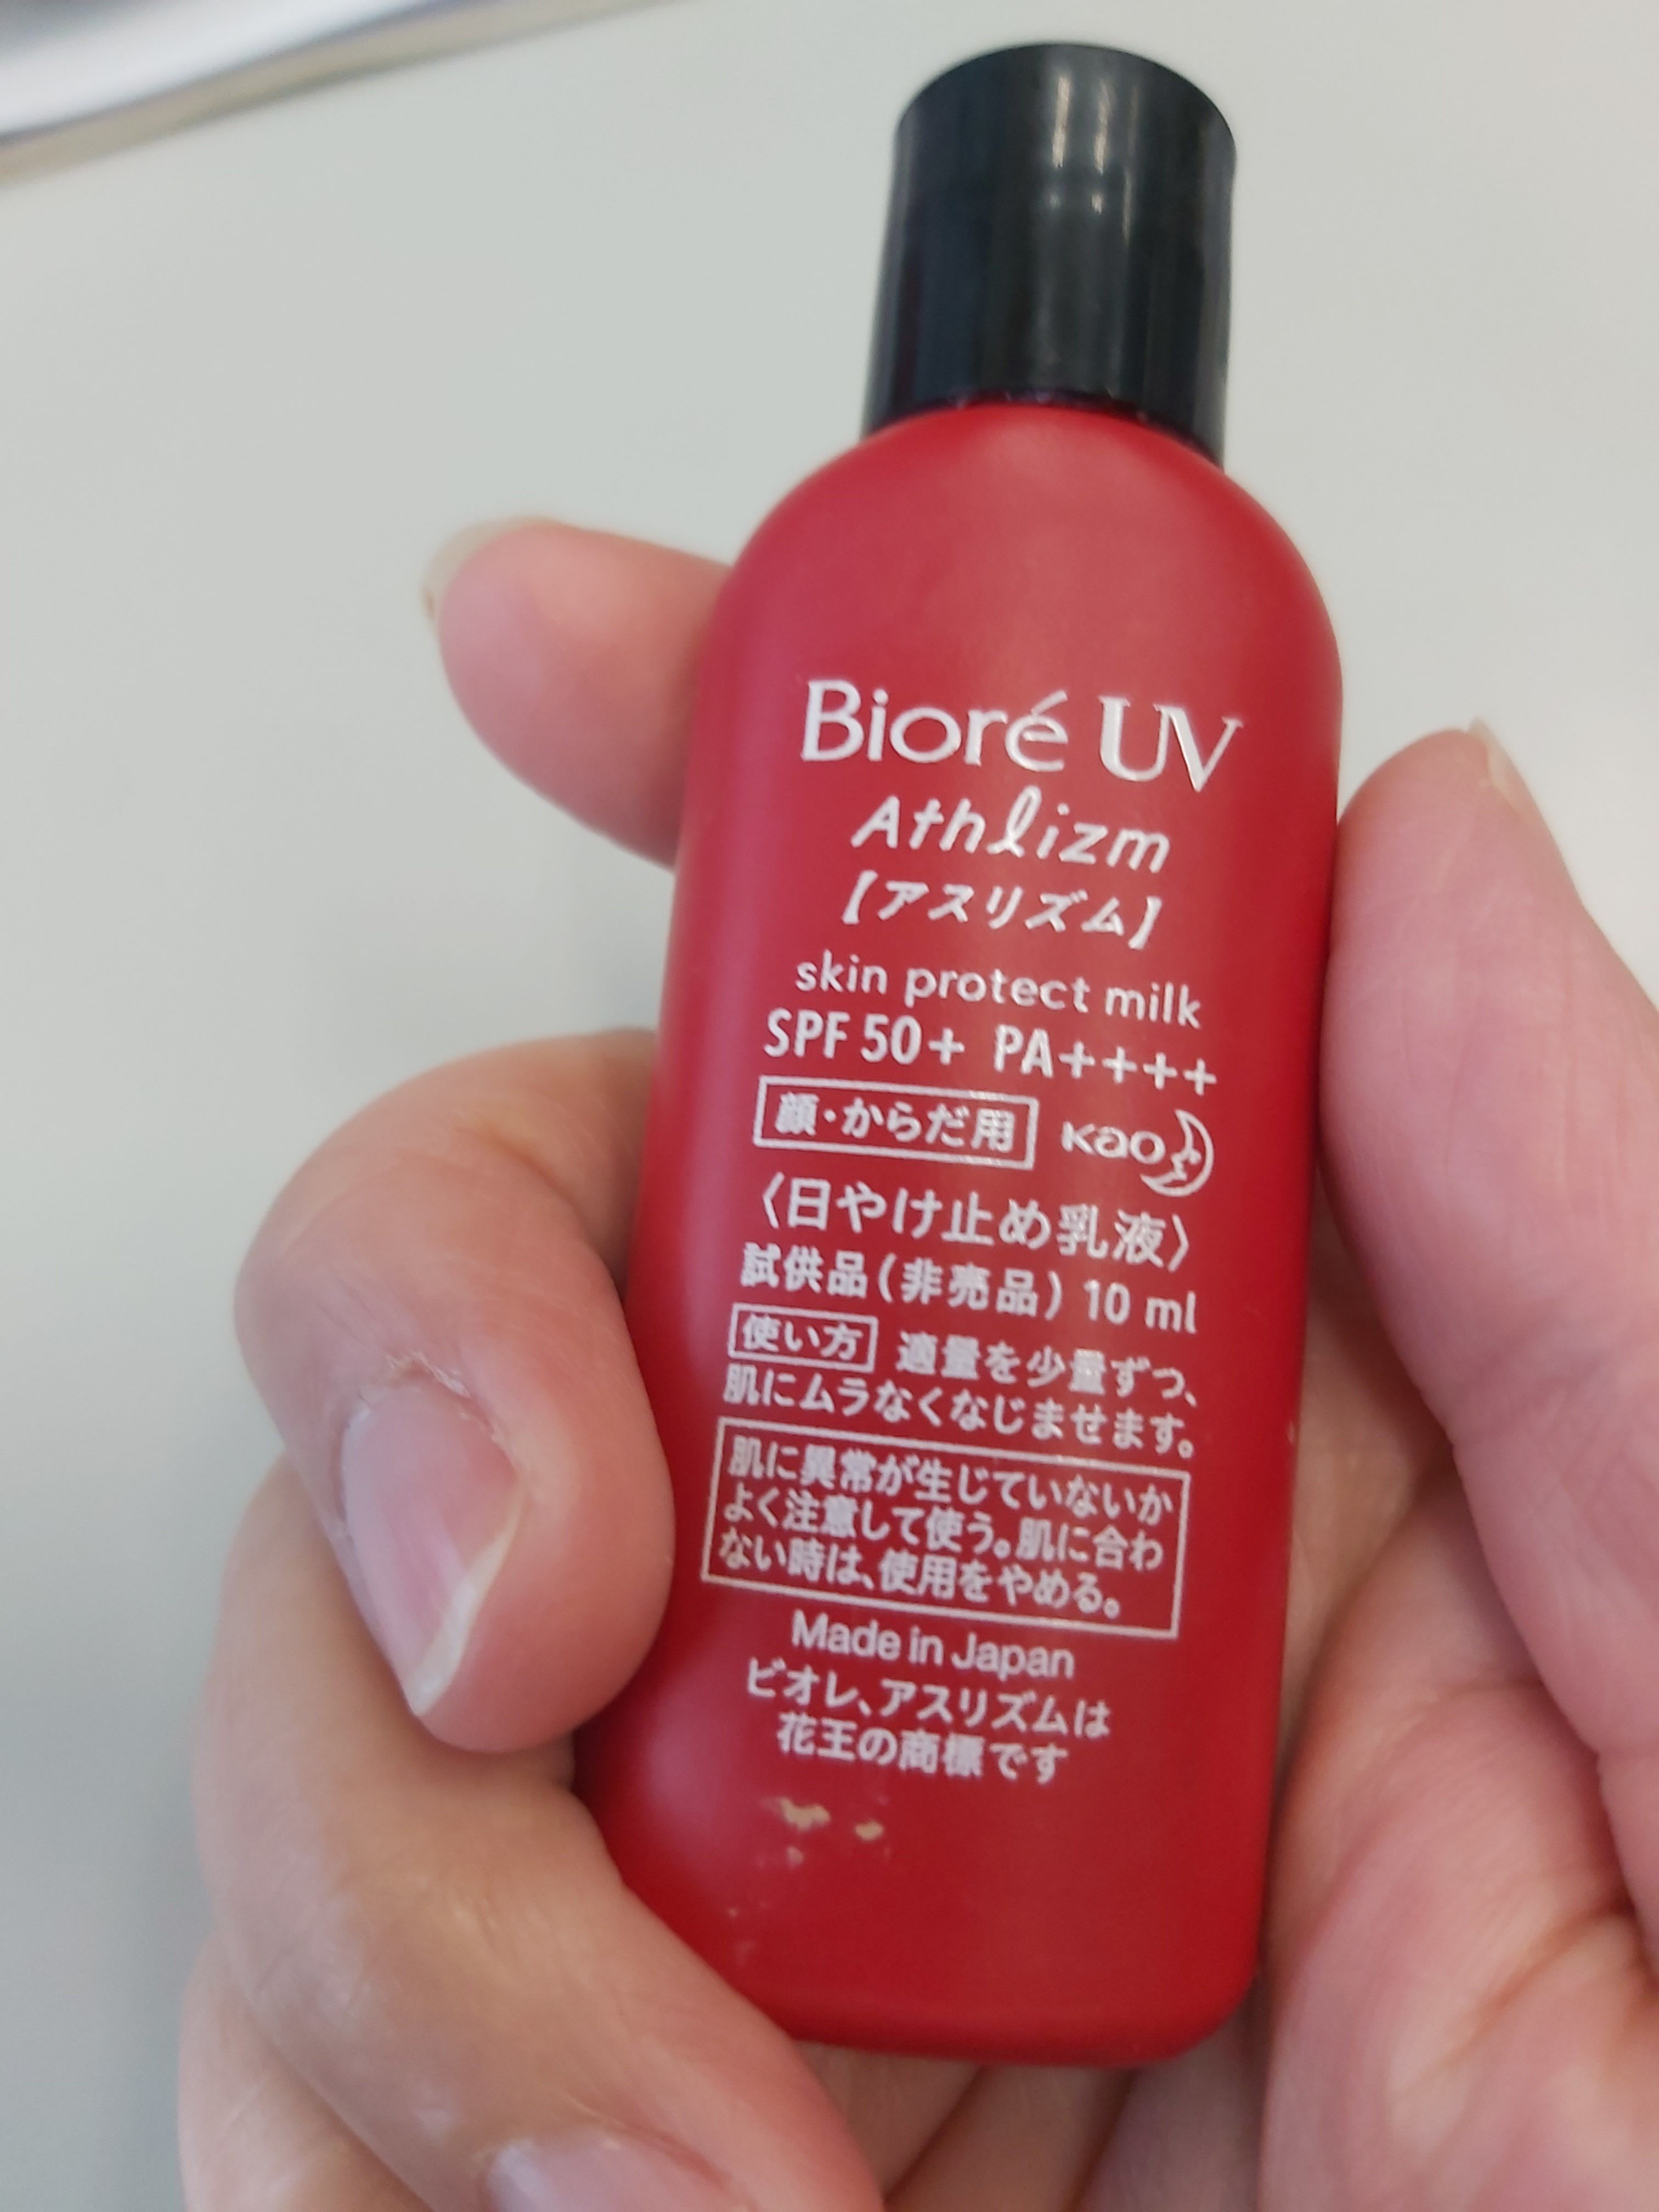 Bioré UV
Athlizm
【アスリズム】
skin protect milk
SPF 50+ PA++++
顔・からだ用 Kao
〈日やけ止め乳液〉
試供品(非売品) 10 ml
使い方 適量を少量ずつ、
肌にムラなくなじませます。
肌に異常が生じていないか
よく注意して使う。肌に合わ
ない時は、使用をやめる。
Made in Japan
ビオレ、アスリズムは
花王の商標です